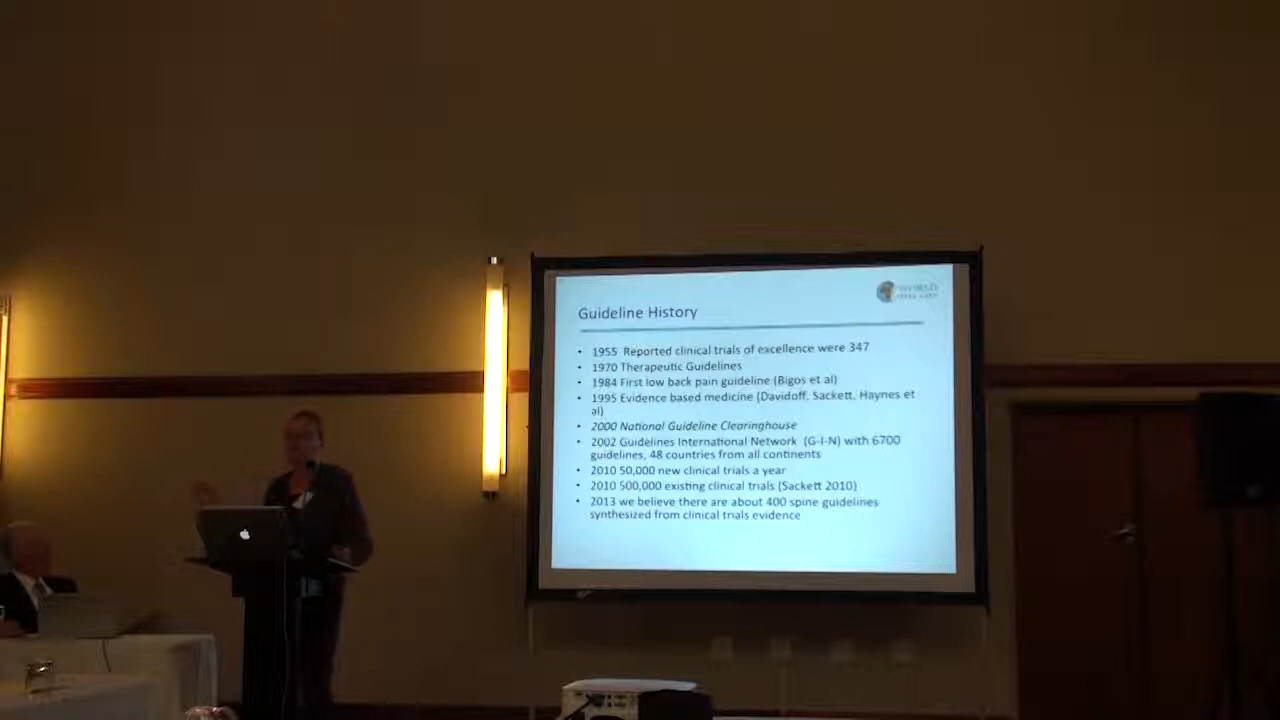 WORLD
SPINE CARE
Guideline History
• 1955 Reported clinical trials of excellence were 347
• 1970 Therapeutic Guidelines
• 1984 First low back pain guideline (Bigos et al)
• 1995 Evidence based medicine (Davidoff, Sackett, Haynes et
al)
• 2000 National Guideline Clearinghouse
• 2002 Guidelines International Network (G-I-N) with 6700
guidelines, 48 countries from all continents
• 2010 50,000 new clinical trials a year
• 2010 500,000 existing clinical trials (Sackett 2010)
• 2013 we believe there are about 400 spine guidelines
synthesized from clinical trials evidence